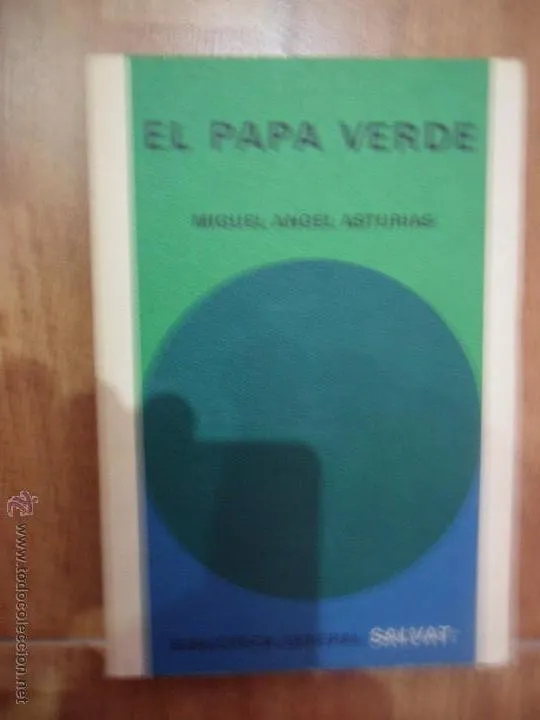 EL PAPA VERDE
MIGUEL ANGEL ASTURIAS
BIBLIOTECA GENERAL SALVAT
www.todocoleccion.net